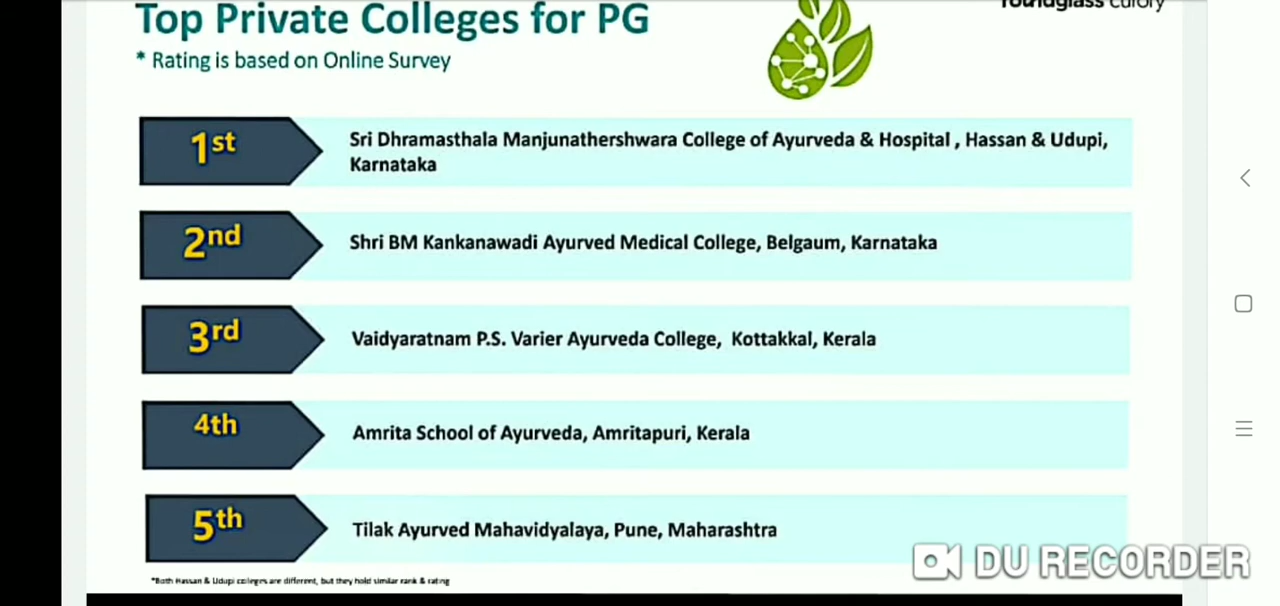 Top Private Colleges for PG
roundglass curofy
* Rating is based on Online Survey
1st
Sri Dhramasthala Manjunathershwara College of Ayurveda & Hospital , Hassan & Udupi,
Karnataka
2nd
Shri BM Kankanawadi Ayurved Medical College, Belgaum, Karnataka
3rd
Vaidyaratnam P.S. Varier Ayurveda College, Kottakkal, Kerala
4th
Amrita School of Ayurveda, Amritapuri, Kerala
5th
Tilak Ayurved Mahavidyalaya, Pune, Maharashtra
DU RECORDER
*Both Hassan & Udupi colleges are different, but they hold similar rank & rating